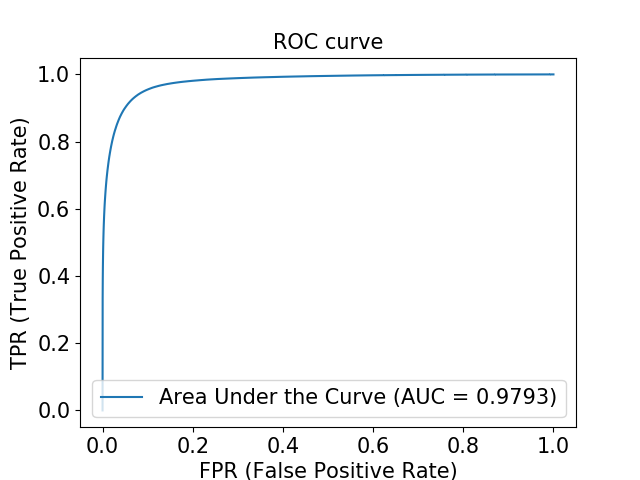 ROC curve
TPR (True Positive Rate)
1.0
0.8
0.6
0.4
0.2
0.0
Area Under the Curve (AUC = 0.9793)
0.0 0.2 0.4 0.6 0.8 1.0
FPR (False Positive Rate)